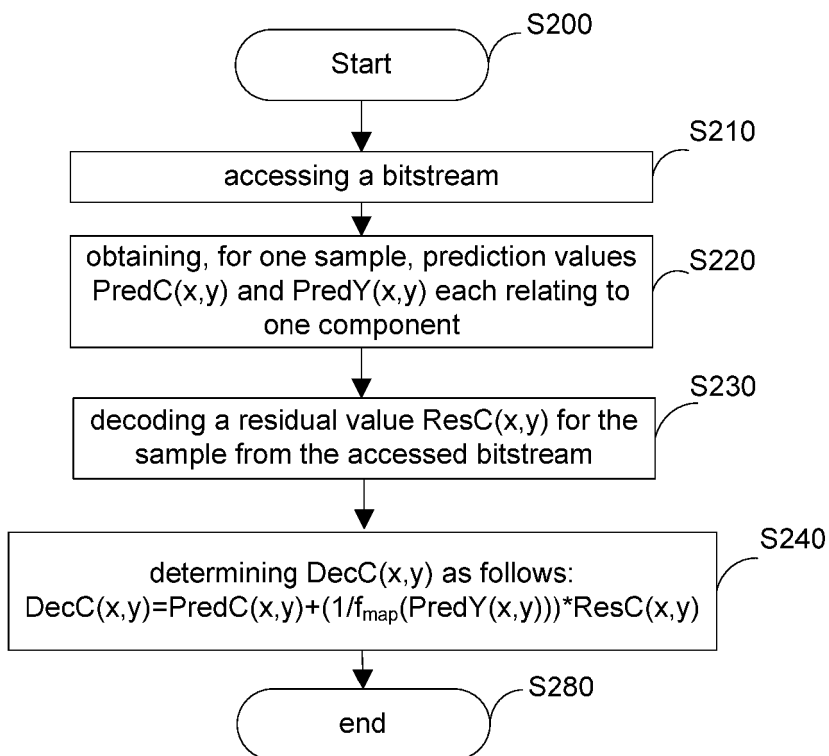 S200
Start
S210
accessing a bitstream
obtaining, for one sample, prediction values
PredC(x,y) and PredY(x,y) each relating to
one component
S220
S230
decoding a residual value ResC(x,y) for the
sample from the accessed bitstream
S240
determining DecC(x,y) as follows:
DecC(x,y)=PredC(x,y)+(1/fmap(PredY(x,y)))*ResC(x,y)
S280
end